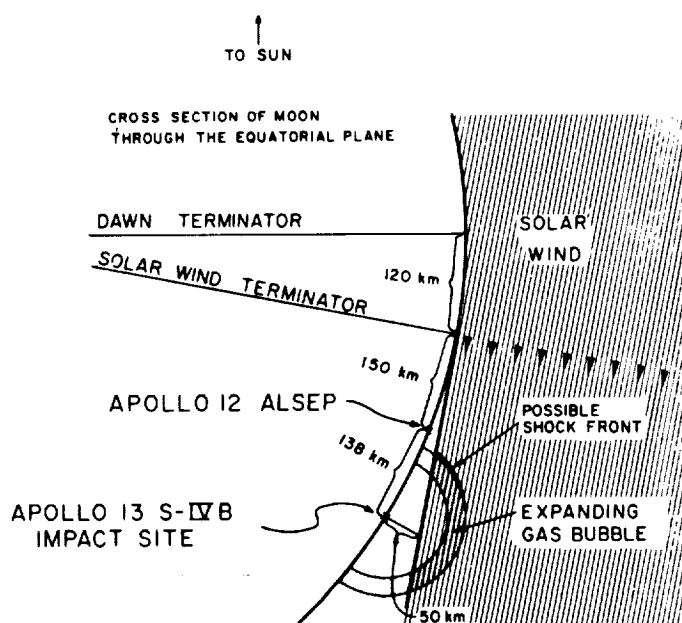 TO SUN
CROSS SECTION OF MOON
THROUGH THE EQUATORIAL PLANE
DAWN TERMINATOR
SOLAR
WIND
SOLAR WIND TERMINATOR
120 km
150 km
APOLLO 12 ALSEP
POSSIBLE
SHOCK FRONT
138 km
APOLLO 13 S-IVB
IMPACT SITE
EXPANDING
GAS BUBBLE
50 km